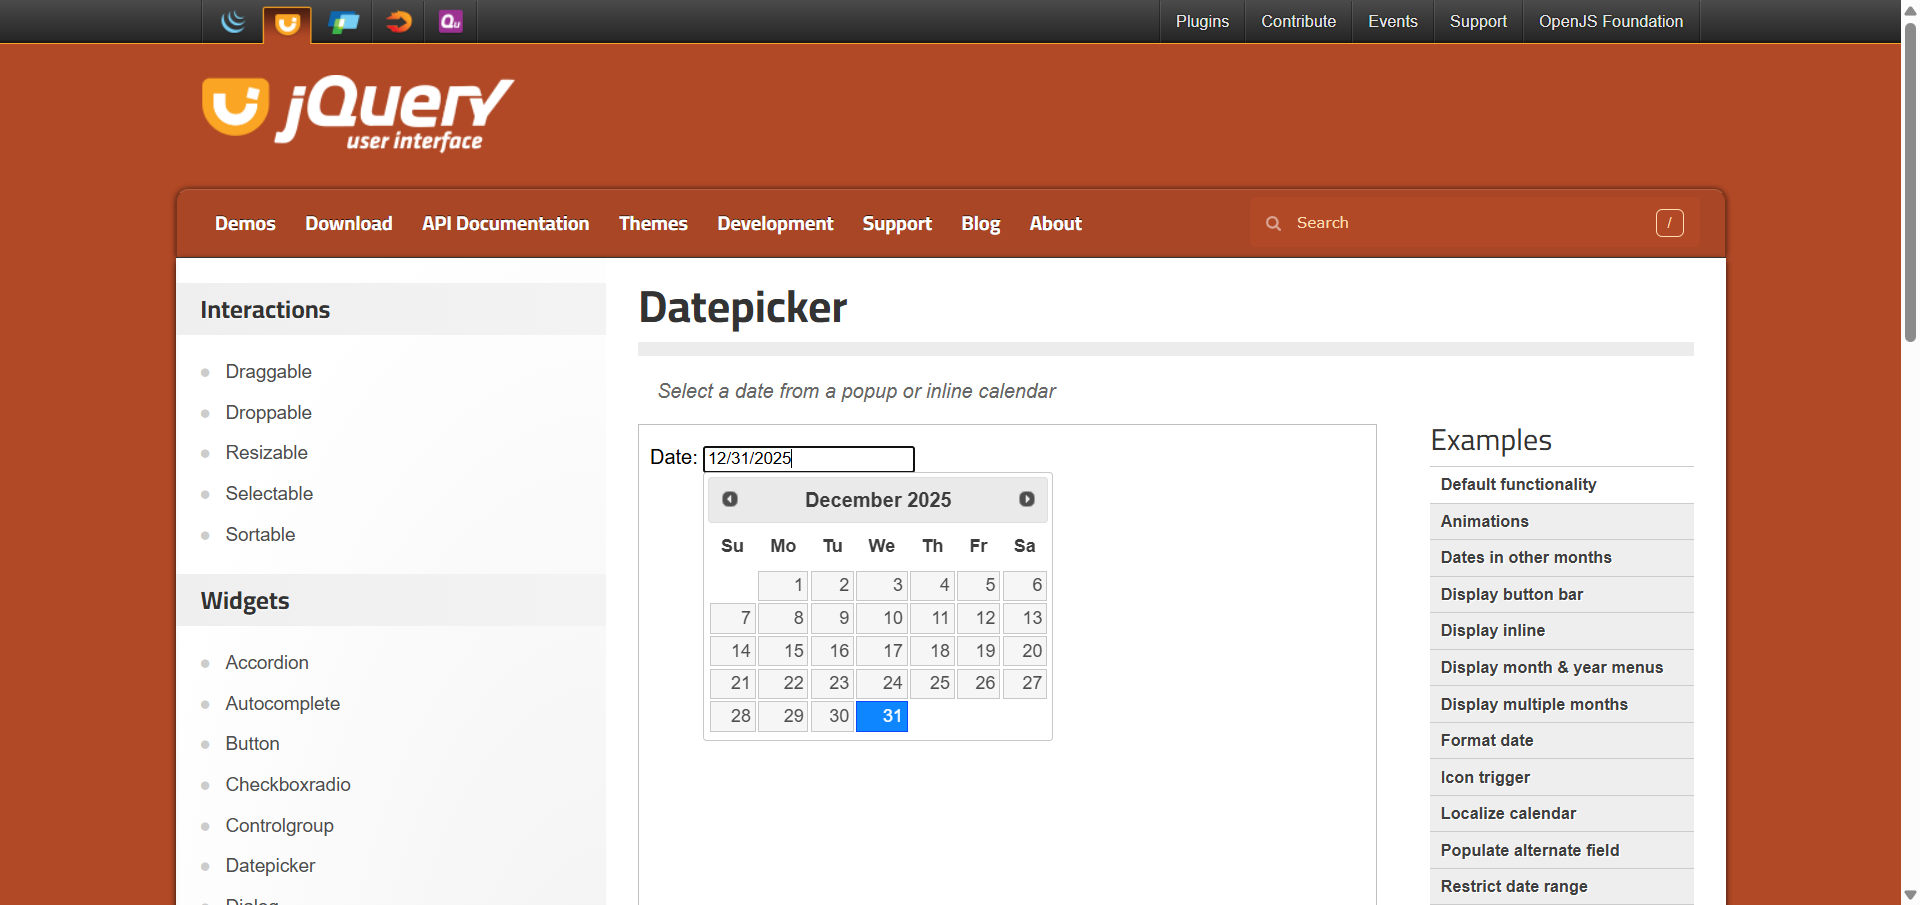 Qu
Plugins
Contribute
Events
Support
OpenJS Foundation
jQuery
user interface
Demos
Download
API Documentation
Themes
Development
Support
Blog
About
Search
/
Interactions
Draggable
Droppable
Resizable
Selectable
Sortable
Widgets
Accordion
Autocomplete
Button
Checkboxradio
Controlgroup
Datepicker
Dialog
Datepicker
Select a date from a popup or inline calendar
Date: 12/31/2025
December 2025
Su Mo Tu We Th Fr Sa
1 2 3 4 5 6
7 8 9 10 11 12 13
14 15 16 17 18 19 20
21 22 23 24 25 26 27
28 29 30 31
Examples
Default functionality
Animations
Dates in other months
Display button bar
Display inline
Display month & year menus
Display multiple months
Format date
Icon trigger
Localize calendar
Populate alternate field
Restrict date range